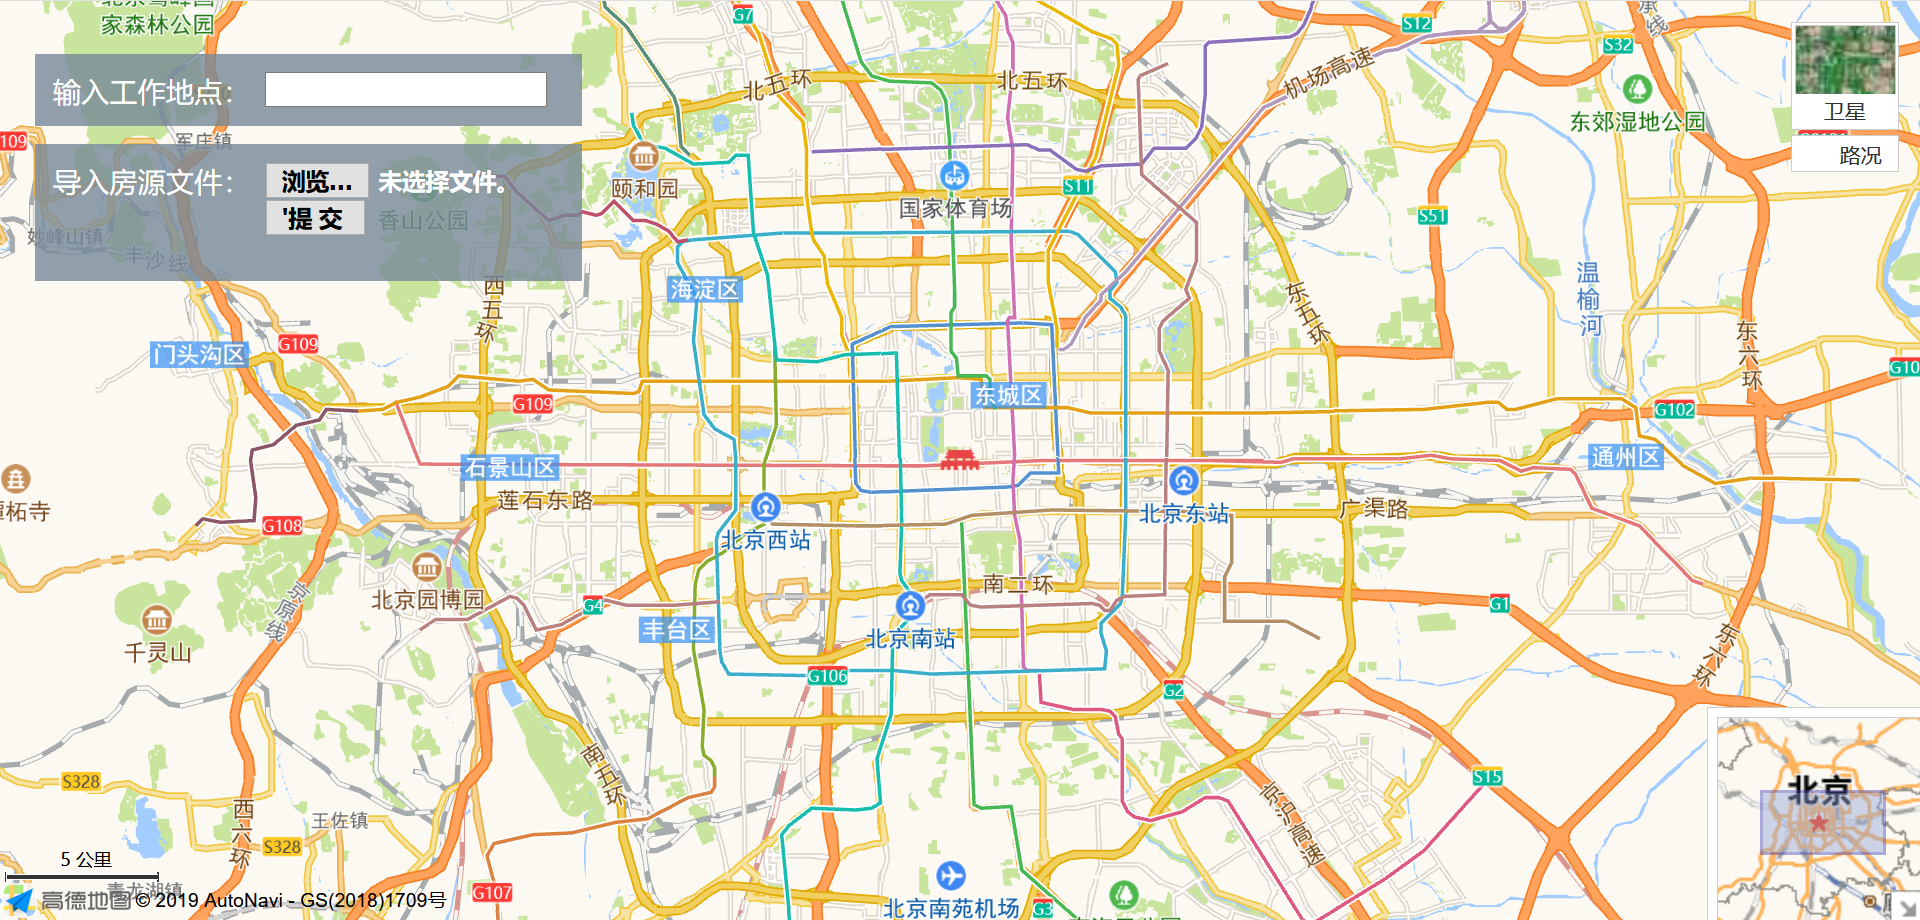 家森林公园
G7
S12
S32
北五环
北五环
机场高速
输入工作地点：
卫星
东郊湿地公园
109
军庄镇
路况
导入房源文件：
浏览...
未选择文件。
颐和园
S11
国家体育场
'提 交
香山公园
S51
妙峰山镇
丰沙线
海淀区
西五环
东五环
温榆河
门头沟区
G109
东六环
G10
东城区
G109
G102
石景山区
通州区
莲石东路
北京东站
广渠路
潭柘寺
G108
北京西站
南二环
北京园博园
G4
G1
京原线
北京南站
丰台区
千灵山
东六环
G106
G2
南五环
S328
S15
北京
京沪高速
西六环
王佐镇
S328
5 公里
青龙湖镇
G107
高德地图 © 2019 AutoNavi - GS(2018)1709号
北京南苑机场
G3